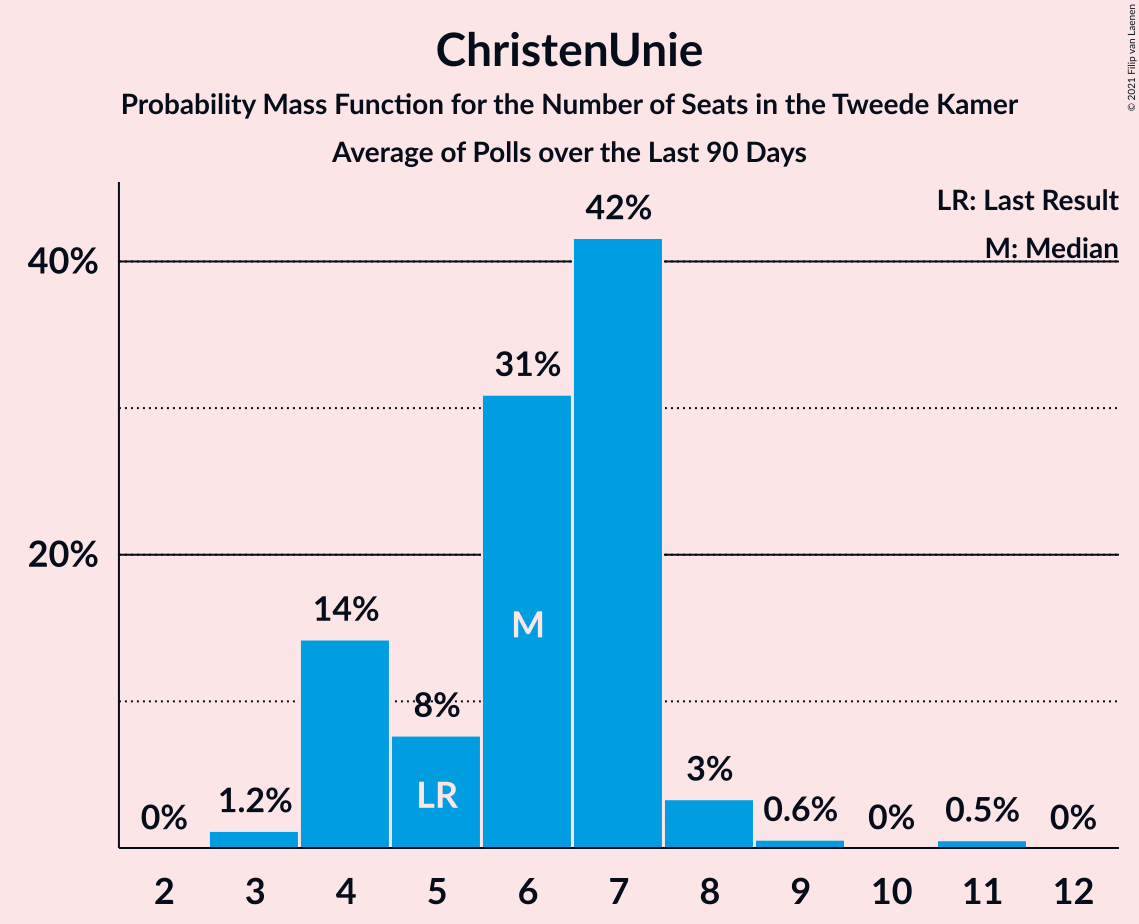 ChristenUnie
Probability Mass Function for the Number of Seats in the Tweede Kamer
Average of Polls over the Last 90 Days
© 2021 Filip van Laenen
LR: Last Result
M: Median
40%
20%
0%
1.2%
14%
8%
31%
42%
3%
0.6%
0%
0.5%
0%
LR
M
2 3 4 5 6 7 8 9 10 11 12